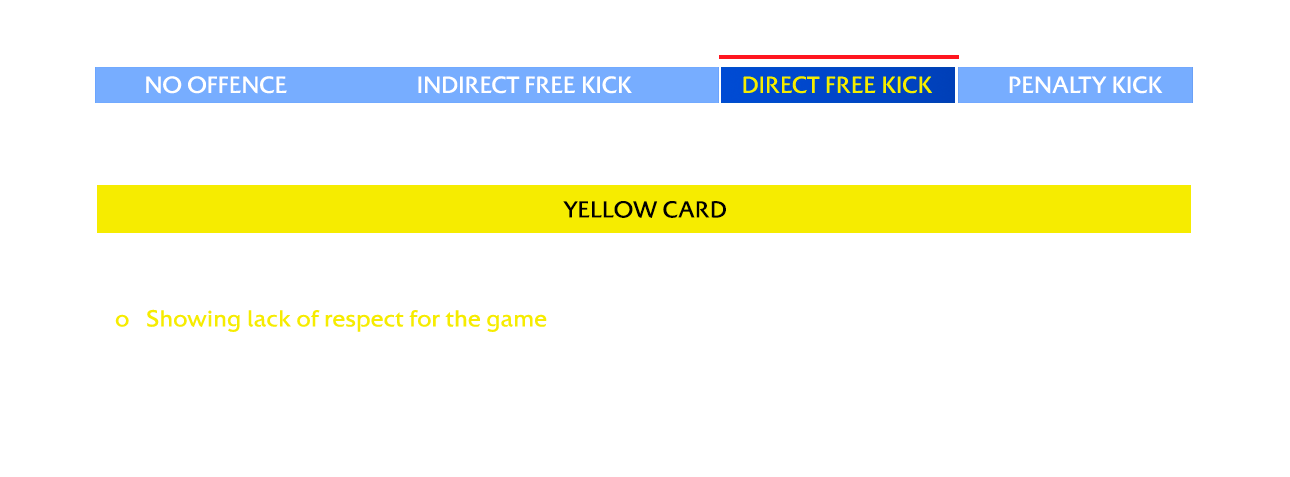 NO OFFENCE INDIRECT FREE KICK DIRECT FREE KICK PENALTY KICK
YELLOW CARD
o Showing lack of respect for the game